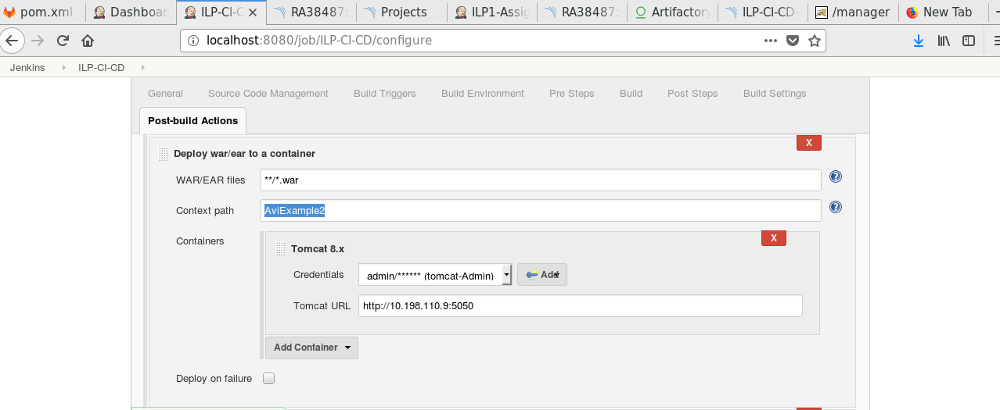 pom.xml Dashboar ILP-CI-C RA38487 Projects ILP1-Assig RA38487 Artifactory ILP-CI-CD- /manager New Tab
localhost:8080/job/ILP-CI-CD/configure
Jenkins ILP-CI-CD
General Source Code Management Build Triggers Build Environment Pre Steps Build Post Steps Build Settings
Post-build Actions
X
Deploy war/ear to a container
WAR/EAR files **/*.war
Context path AviExample2
Containers
X
Tomcat 8.x
Credentials admin/****** (tomcat-Admin) Add
Tomcat URL http://10.198.110.9:5050
Add Container
Deploy on failure